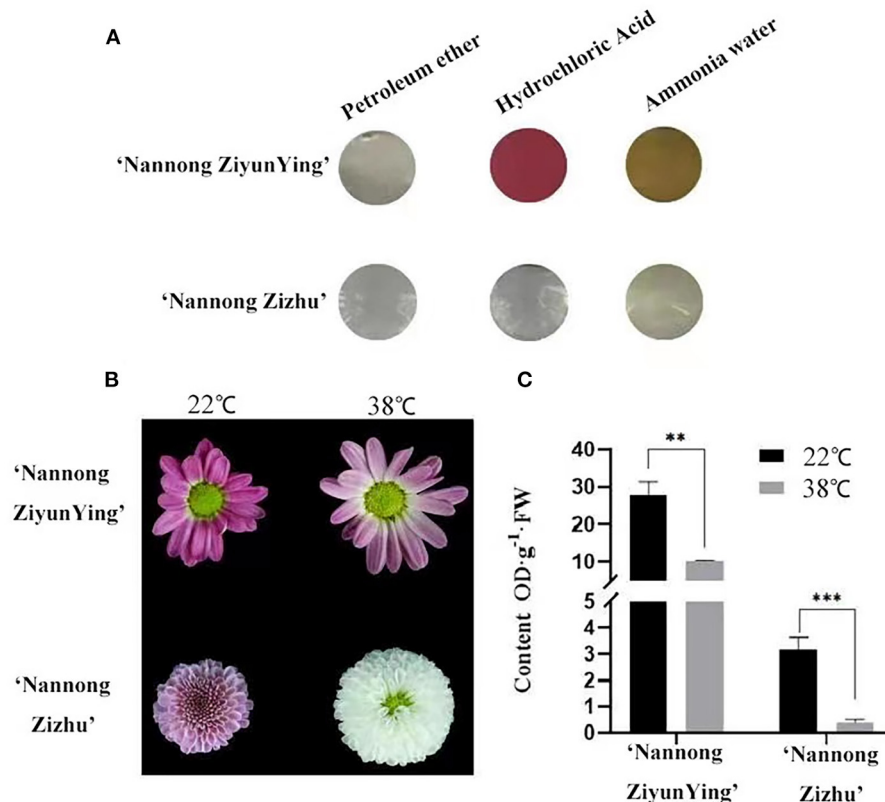 A
Petroleum ether
Hydrochloric Acid
Ammonia water
‘Nannong ZiyunYing’
‘Nannong Zizhu’
B
22℃
38℃
‘Nannong
ZiyunYing’
‘Nannong
Zizhu’
C
Content OD·g⁻¹·FW
40
30
20
10
5
4
3
2
1
0
**
***
22℃
38℃
‘Nannong
ZiyunYing’
‘Nannong
Zizhu’